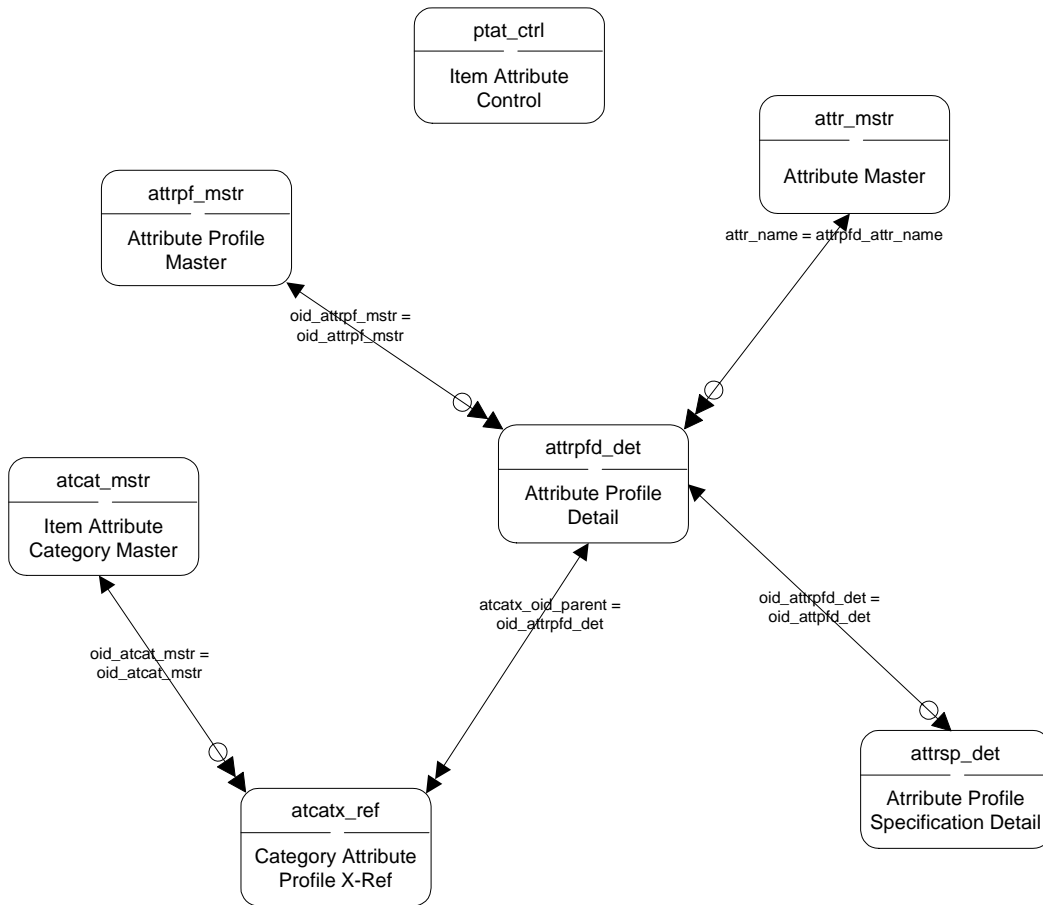 ptat_ctrl
Item Attribute
Control
attr_mstr
Attribute Master
attrpf_mstr
Attribute Profile
Master
attr_name = attrpfd_attr_name
oid_attrpf_mstr =
oid_attrpf_mstr
attrpfd_det
Attribute Profile
Detail
atcat_mstr
Item Attribute
Category Master
atcatx_oid_parent =
oid_attrpfd_det
oid_attrpfd_det =
oid_attpfd_det
oid_atcat_mstr =
oid_atcat_mstr
attrsp_det
Atrribute Profile
Specification Detail
atcatx_ref
Category Attribute
Profile X-Ref